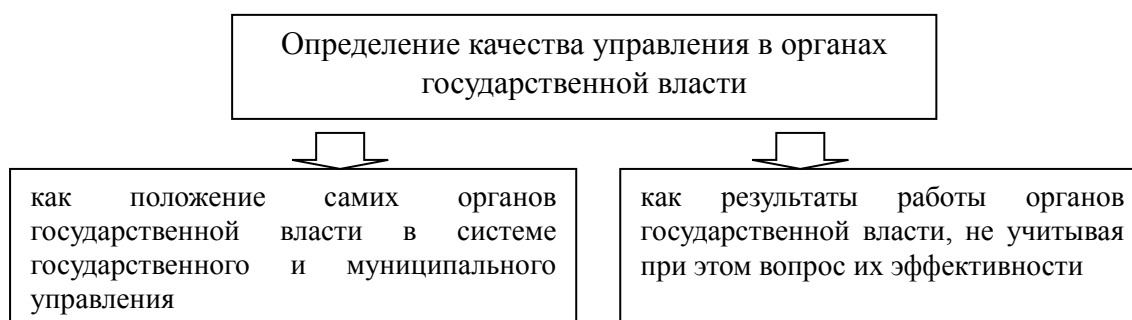 Определение качества управления в органах
государственной власти
как положение самих органов
государственной власти в системе
государственного и муниципального
управления
как результаты работы органов
государственной власти, не учитывая
при этом вопрос их эффективности